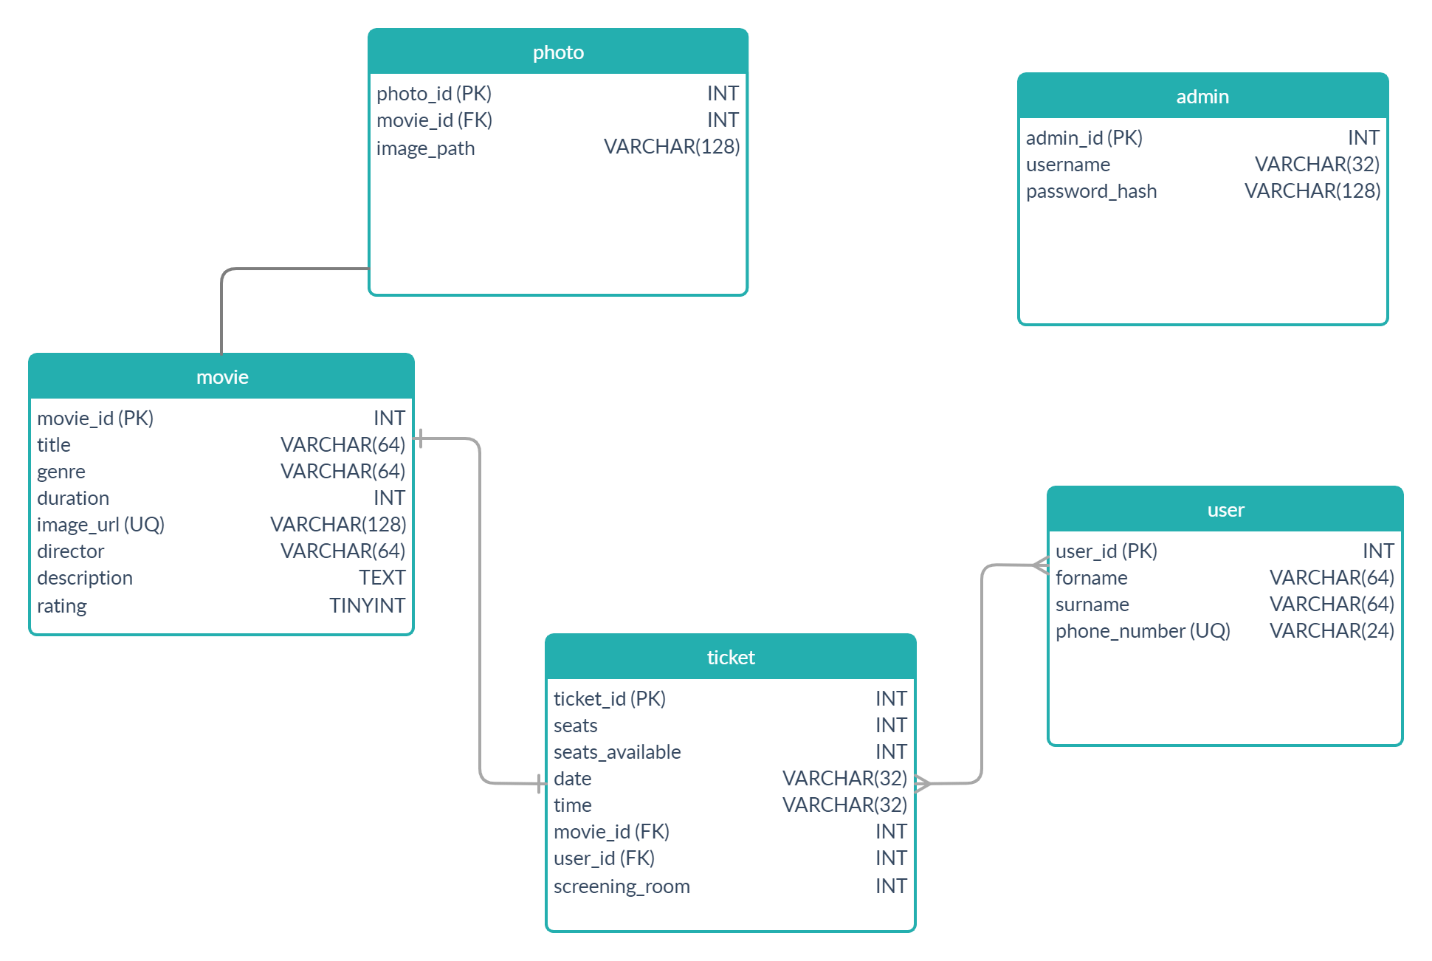 photo
photo_id (PK) INT
movie_id (FK) INT
image_path VARCHAR(128)
admin
admin_id (PK) INT
username VARCHAR(32)
password_hash VARCHAR(128)
movie
movie_id (PK) INT
title VARCHAR(64)
genre VARCHAR(64)
duration INT
image_url (UQ) VARCHAR(128)
director VARCHAR(64)
description TEXT
rating TINYINT
user
user_id (PK) INT
forname VARCHAR(64)
surname VARCHAR(64)
phone_number (UQ) VARCHAR(24)
ticket
ticket_id (PK) INT
seats INT
seats_available INT
date VARCHAR(32)
time VARCHAR(32)
movie_id (FK) INT
user_id (FK) INT
screening_room INT